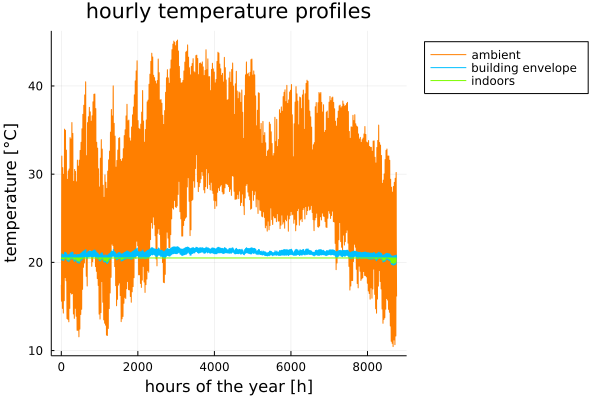 hourly temperature profiles
ambient
building envelope
indoors
temperature [°C]
40
30
20
10
0
2000
4000
6000
8000
hours of the year [h]